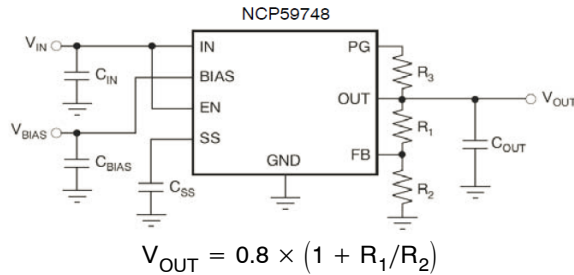 NCP59748
V_IN
IN
PG
C_IN
BIAS
R_3
EN
OUT
V_OUT
V_BIAS
SS
R_1
C_BIAS
C_SS
GND
FB
C_OUT
R_2
V_OUT = 0.8 × (1 + R_1/R_2)